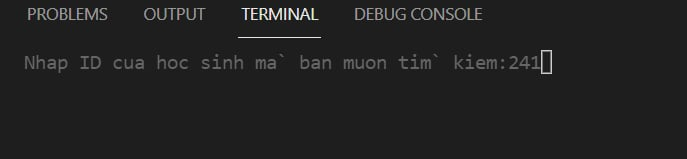 PROBLEMS OUTPUT TERMINAL DEBUG CONSOLE
Nhap ID cua hoc sinh ma` ban muon tim` kiem:241